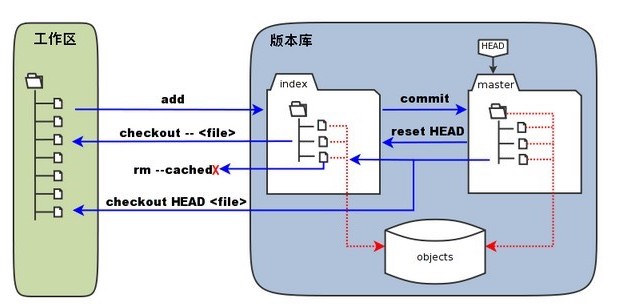 工作区
版本库
HEAD
index
master
add
commit
checkout -- <file>
reset HEAD
rm --cached
X
checkout HEAD <file>
objects